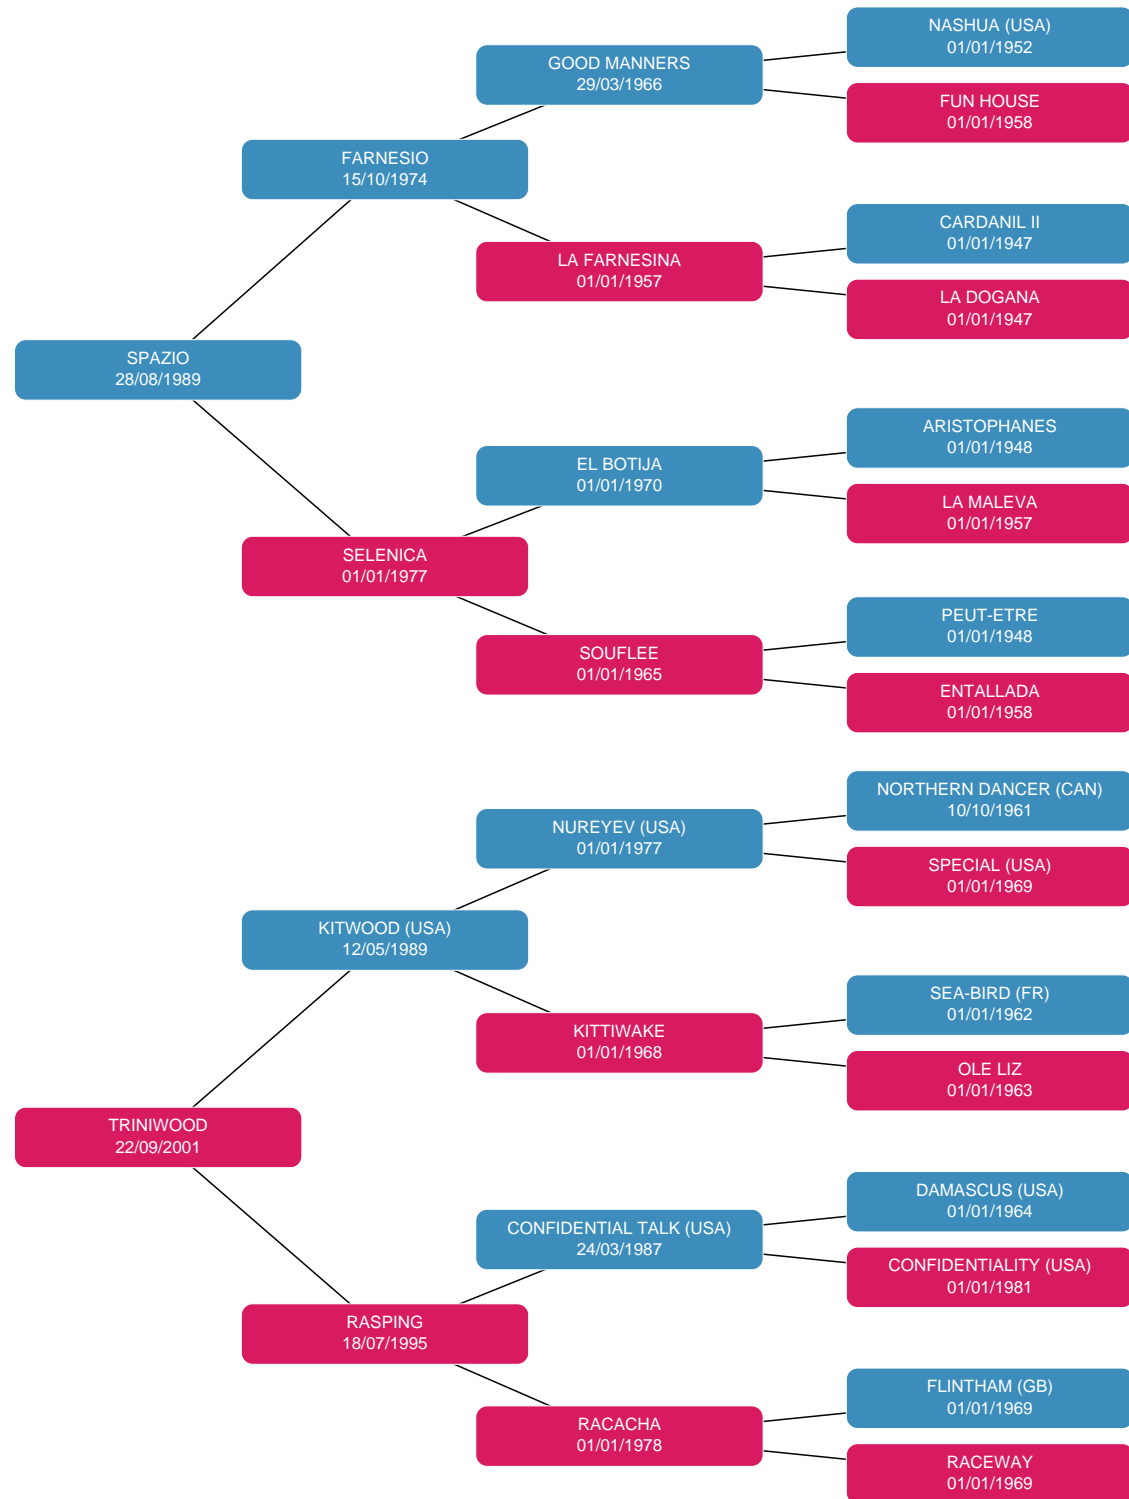 NASHUA (USA)
01/01/1952
GOOD MANNERS
29/03/1966
FUN HOUSE
01/01/1958
FARNESIO
15/10/1974
CARDANIL II
01/01/1947
LA FARNESINA
01/01/1957
LA DOGANA
01/01/1947
SPAZIO
28/08/1989
ARISTOPHANES
01/01/1948
EL BOTIJA
01/01/1970
LA MALEVA
01/01/1957
SELENICA
01/01/1977
PEUT-ETRE
01/01/1948
SOUFLEE
01/01/1965
ENTALLADA
01/01/1958
NORTHERN DANCER (CAN)
10/10/1961
NUREYEV (USA)
01/01/1977
SPECIAL (USA)
01/01/1969
KITWOOD (USA)
12/05/1989
SEA-BIRD (FR)
01/01/1962
KITTIWAKE
01/01/1968
OLE LIZ
01/01/1963
TRINIWOOD
22/09/2001
DAMASCUS (USA)
01/01/1964
CONFIDENTIAL TALK (USA)
24/03/1987
CONFIDENTIALITY (USA)
01/01/1981
RASPING
18/07/1995
FLINTHAM (GB)
01/01/1969
RACACHA
01/01/1978
RACEWAY
01/01/1969